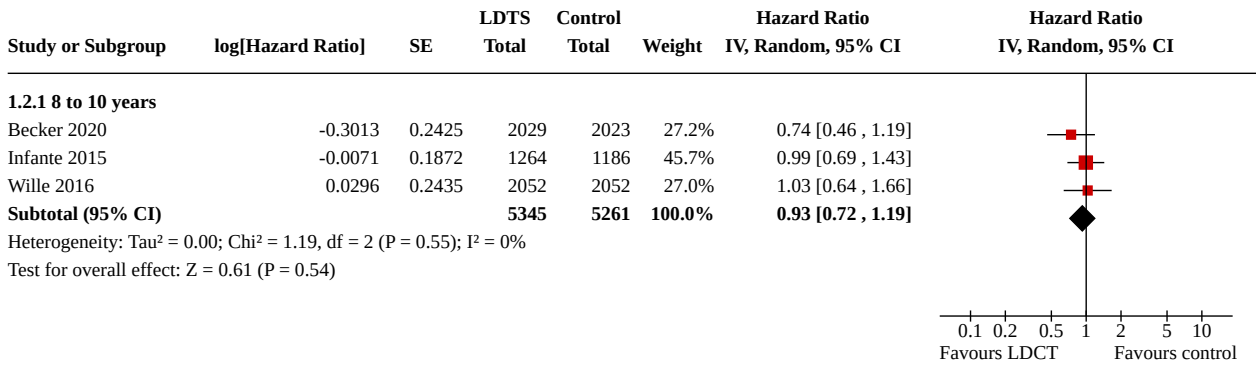 LDTS Control Hazard Ratio Hazard Ratio
Study or Subgroup log[Hazard Ratio] SE Total Total Weight IV, Random, 95% CI IV, Random, 95% CI
1.2.1 8 to 10 years
Becker 2020 -0.3013 0.2425 2029 2023 27.2% 0.74 [0.46 , 1.19]
Infante 2015 -0.0071 0.1872 1264 1186 45.7% 0.99 [0.69 , 1.43]
Wille 2016 0.0296 0.2435 2052 2052 27.0% 1.03 [0.64 , 1.66]
Subtotal (95% CI) 5345 5261 100.0% 0.93 [0.72 , 1.19]
Heterogeneity: Tau² = 0.00; Chi² = 1.19, df = 2 (P = 0.55); I² = 0%
Test for overall effect: Z = 0.61 (P = 0.54)
0.1 0.2 0.5 1 2 5 10
Favours LDCT Favours control